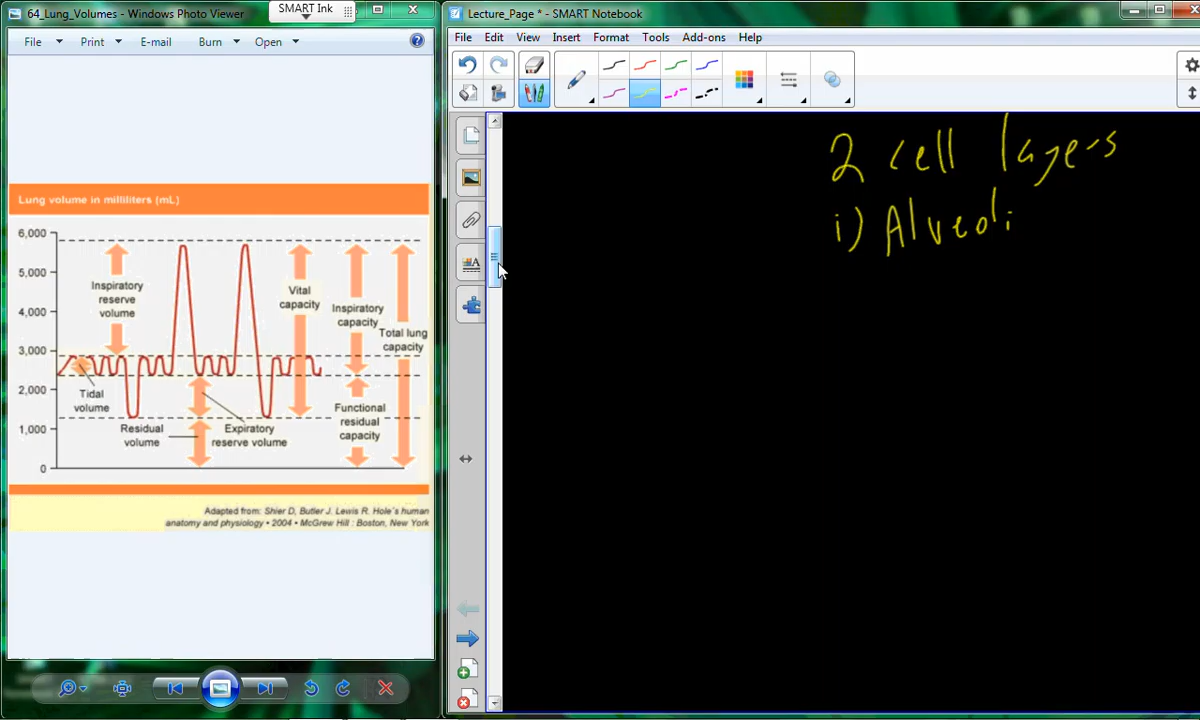 64_Lung_Volumes - Windows Photo Viewer
SMART Ink
File Print E-mail Burn Open
Lung volume in milliliters (mL)
6,000
5,000
4,000
3,000
2,000
1,000
0
Inspiratory
reserve
volume
Vital
capacity
Inspiratory
capacity
Total lung
capacity
Tidal
volume
Residual
volume
Expiratory
reserve volume
Functional
residual
capacity
Adapted from: Shier D, Butler J. Lewis R. Hole's human
anatomy and physiology • 2004 • McGrew Hill : Boston, New York
Lecture_Page * - SMART Notebook
File Edit View Insert Format Tools Add-ons Help
2 cell layers
i) Alveoli